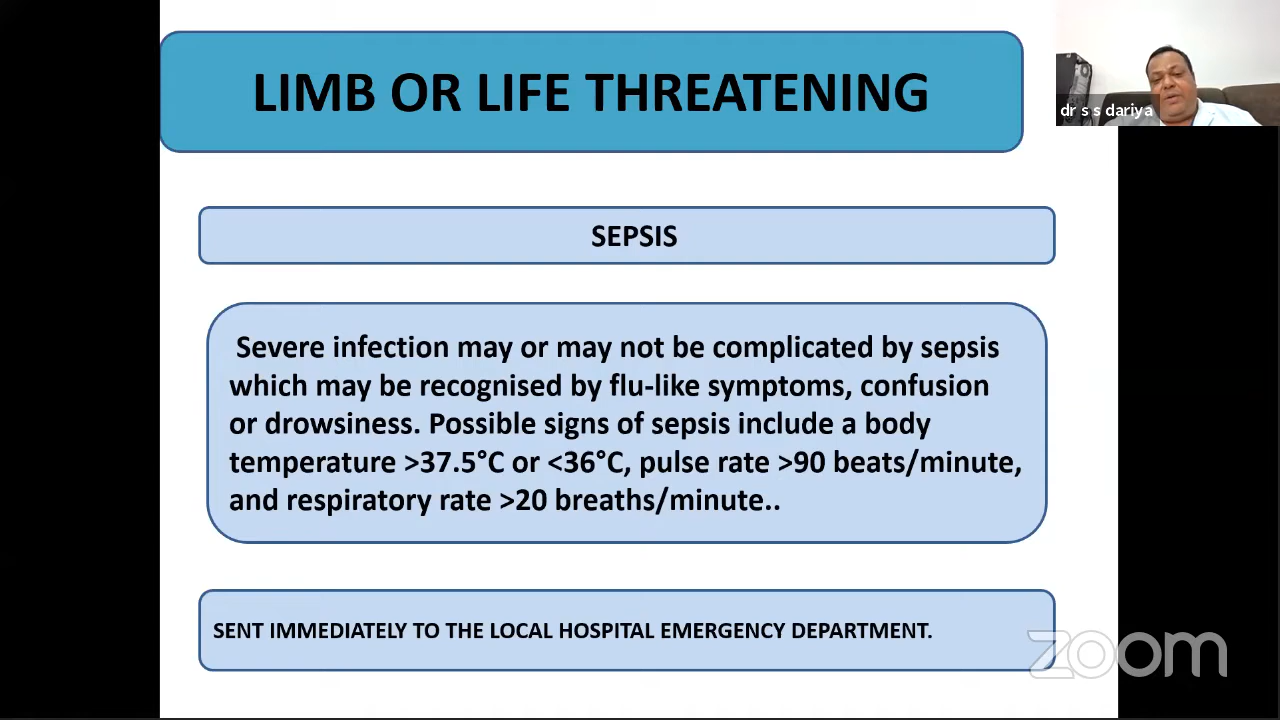 LIMB OR LIFE THREATENING
dr s s dariya
SEPSIS
Severe infection may or may not be complicated by sepsis
which may be recognised by flu-like symptoms, confusion
or drowsiness. Possible signs of sepsis include a body
temperature >37.5°C or <36°C, pulse rate >90 beats/minute,
and respiratory rate >20 breaths/minute..
SENT IMMEDIATELY TO THE LOCAL HOSPITAL EMERGENCY DEPARTMENT.
zoom